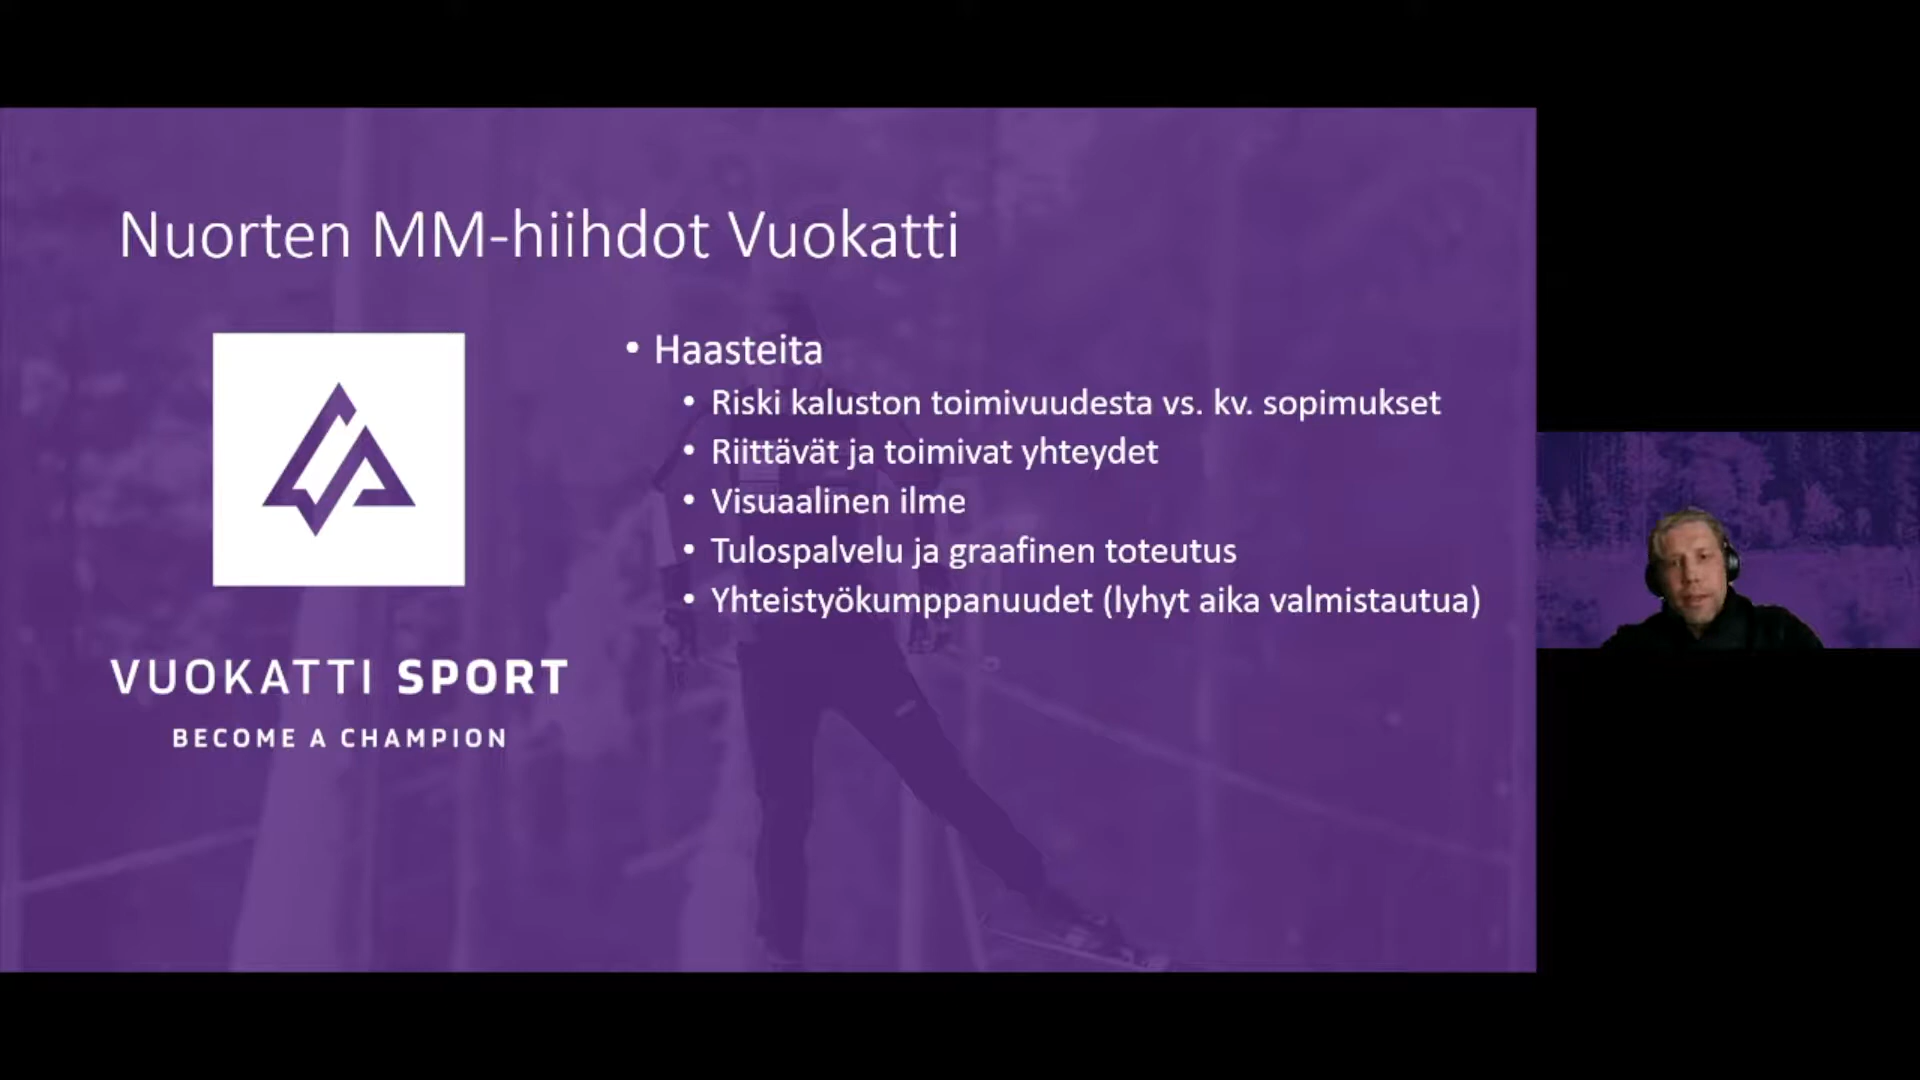 Nuorten MM-hiihdot Vuokatti
• Haasteita
• Riski kaluston toimivuudesta vs. kv. sopimukset
• Riittävät ja toimivat yhteydet
• Visuaalinen ilme
• Tulospalvelu ja graafinen toteutus
• Yhteistyökumppanuudet (lyhyt aika valmistautua)
VUOKATTI SPORT
BECOME A CHAMPION